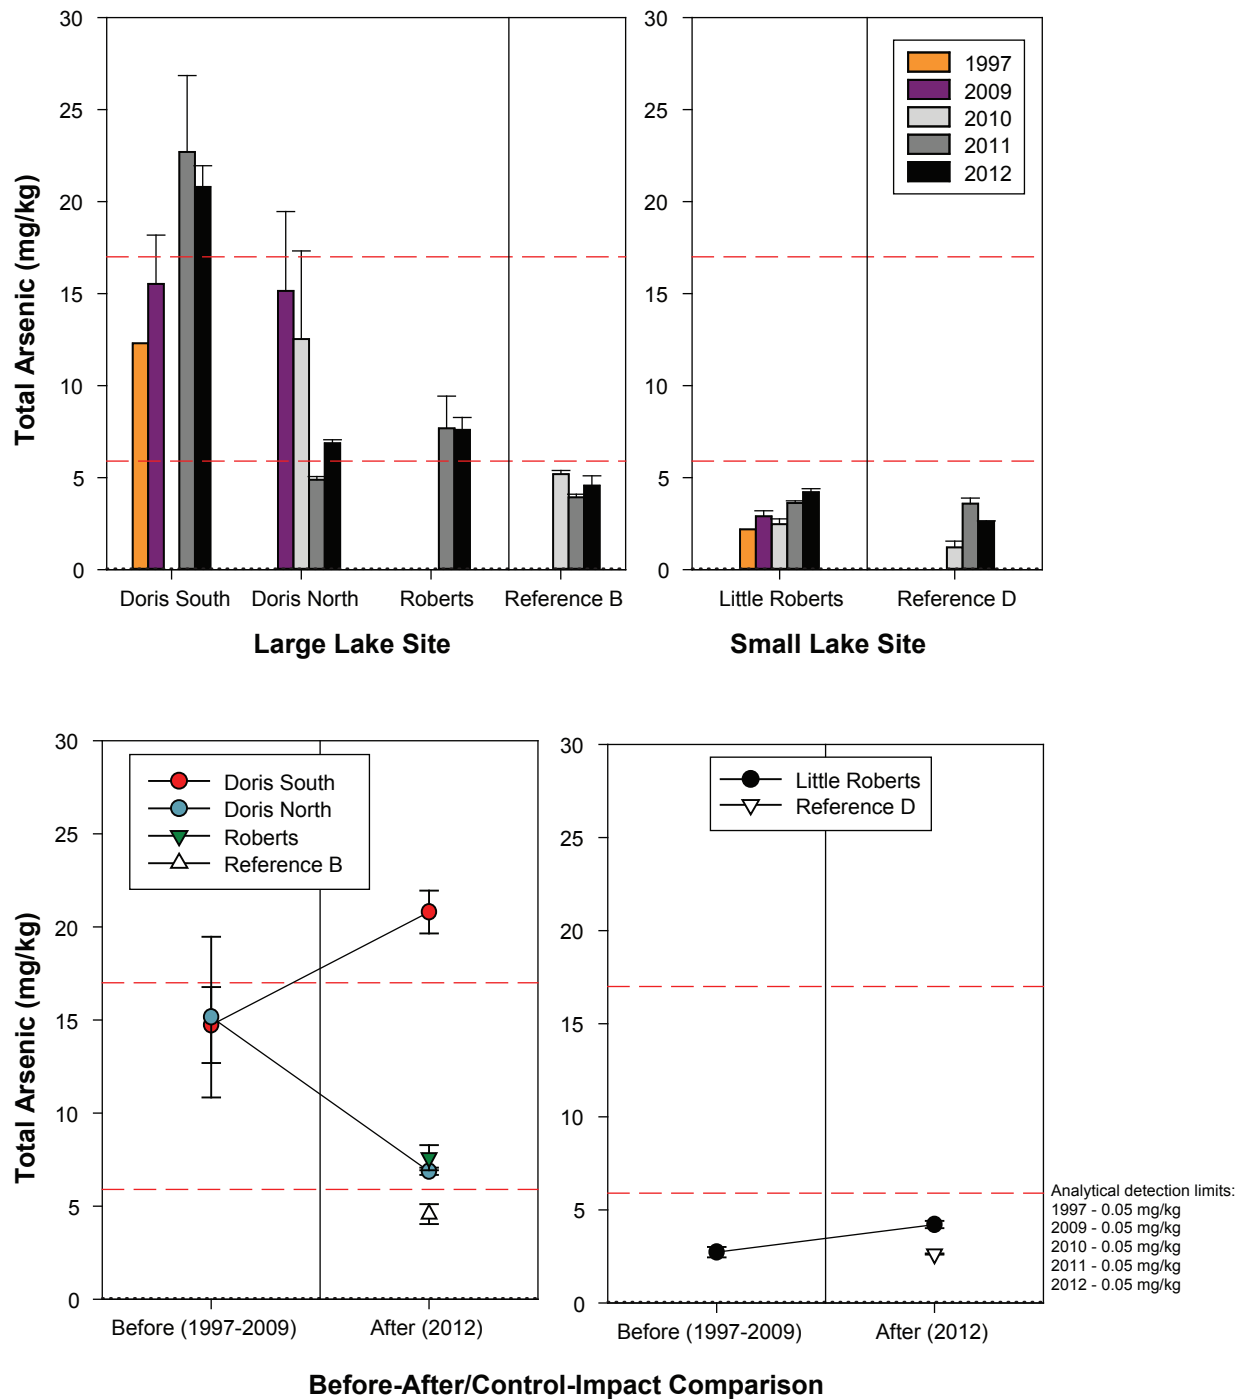 30
25
20
15
10
5
0
Total Arsenic (mg/kg)
Doris South
Doris North
Roberts
Reference B
Large Lake Site
30
25
20
15
10
5
0
1997
2009
2010
2011
2012
Little Roberts
Reference D
Small Lake Site
30
25
20
15
10
5
0
Total Arsenic (mg/kg)
Doris South
Doris North
Roberts
Reference B
Before (1997-2009)
After (2012)
30
25
20
15
10
5
0
Little Roberts
Reference D
Before (1997-2009)
After (2012)
Analytical detection limits:
1997 - 0.05 mg/kg
2009 - 0.05 mg/kg
2010 - 0.05 mg/kg
2011 - 0.05 mg/kg
2012 - 0.05 mg/kg
Before-After/Control-Impact Comparison